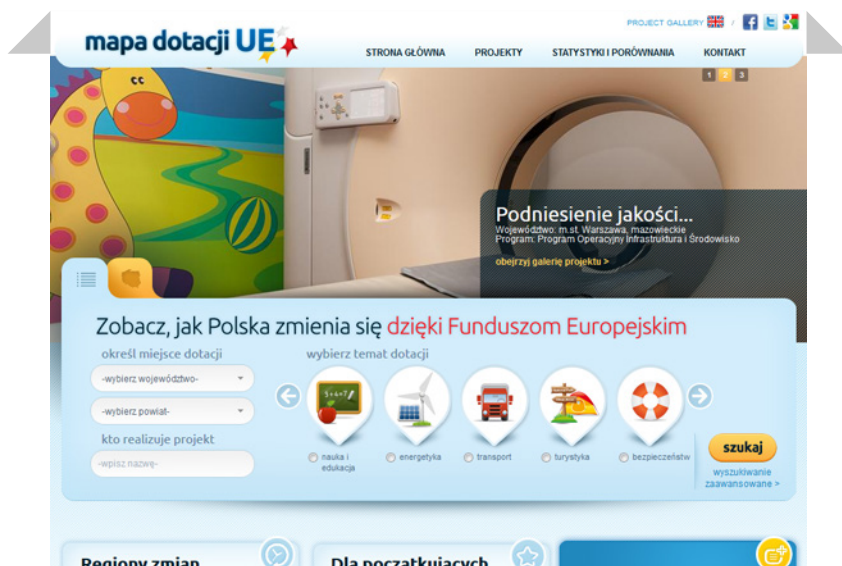 PROJECT GALLERY /
mapa dotacji UE
STRONA GŁÓWNA PROJEKTY STATYSTYKI I PORÓWNANIA KONTAKT
1 2 3
Podniesienie jakości...
Województwo: m.st. Warszawa, mazowieckie
Program: Program Operacyjny Infrastruktura i Środowisko
obejrzyj galerię projektu >
Zobacz, jak Polska zmienia się dzięki Funduszom Europejskim
określ miejsce dotacji
-wybierz województwo-
-wybierz powiat-
kto realizuje projekt
-wpisz nazwę-
wybierz temat dotacji
nauka i
edukacja
energetyka
transport
turystyka
bezpieczeństw
szukaj
wyszukiwanie
zaawansowane >
Regiony zmian
Dla początkujących